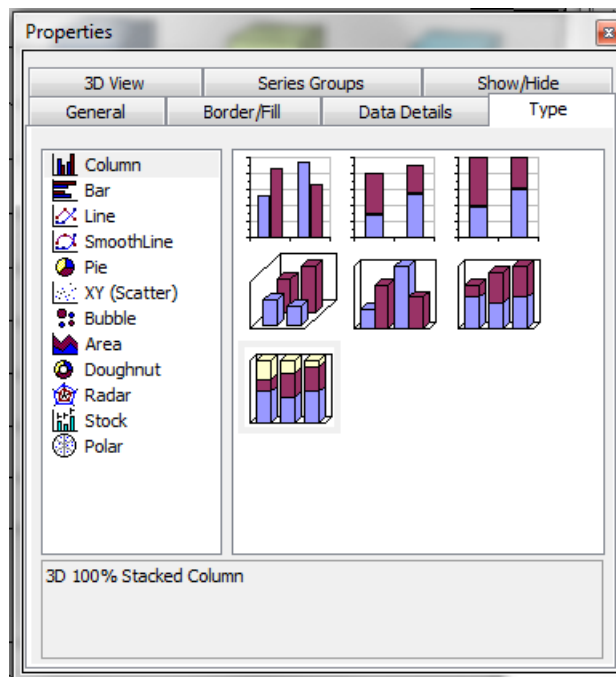 Properties
3D View Series Groups Show/Hide
General Border/Fill Data Details Type
Column
Bar
Line
SmoothLine
Pie
XY (Scatter)
Bubble
Area
Doughnut
Radar
Stock
Polar
3D 100% Stacked Column